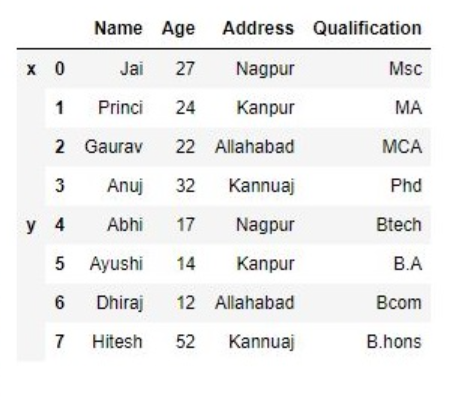 Name Age Address Qualification
x 0 Jai 27 Nagpur Msc
1 Princi 24 Kanpur MA
2 Gaurav 22 Allahabad MCA
3 Anuj 32 Kannuaj Phd
y 4 Abhi 17 Nagpur Btech
5 Ayushi 14 Kanpur B.A
6 Dhiraj 12 Allahabad Bcom
7 Hitesh 52 Kannuaj B.hons